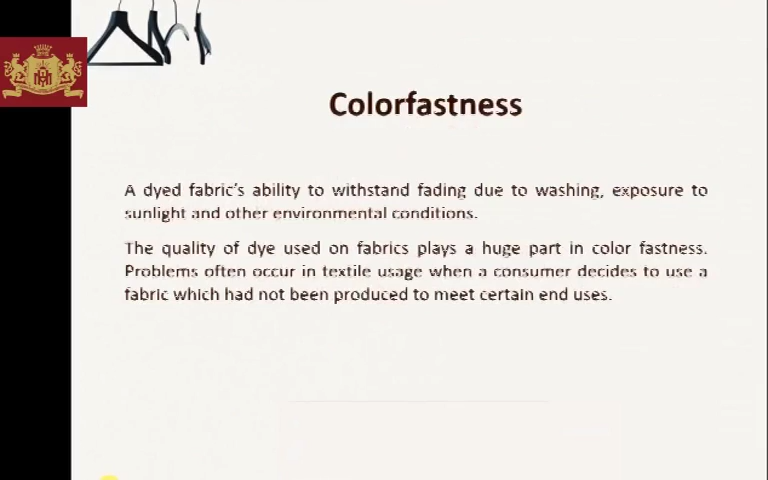 Colorfastness
A dyed fabric's ability to withstand fading due to washing, exposure to
sunlight and other environmental conditions.
The quality of dye used on fabrics plays a huge part in color fastness.
Problems often occur in textile usage when a consumer decides to use a
fabric which had not been produced to meet certain end uses.